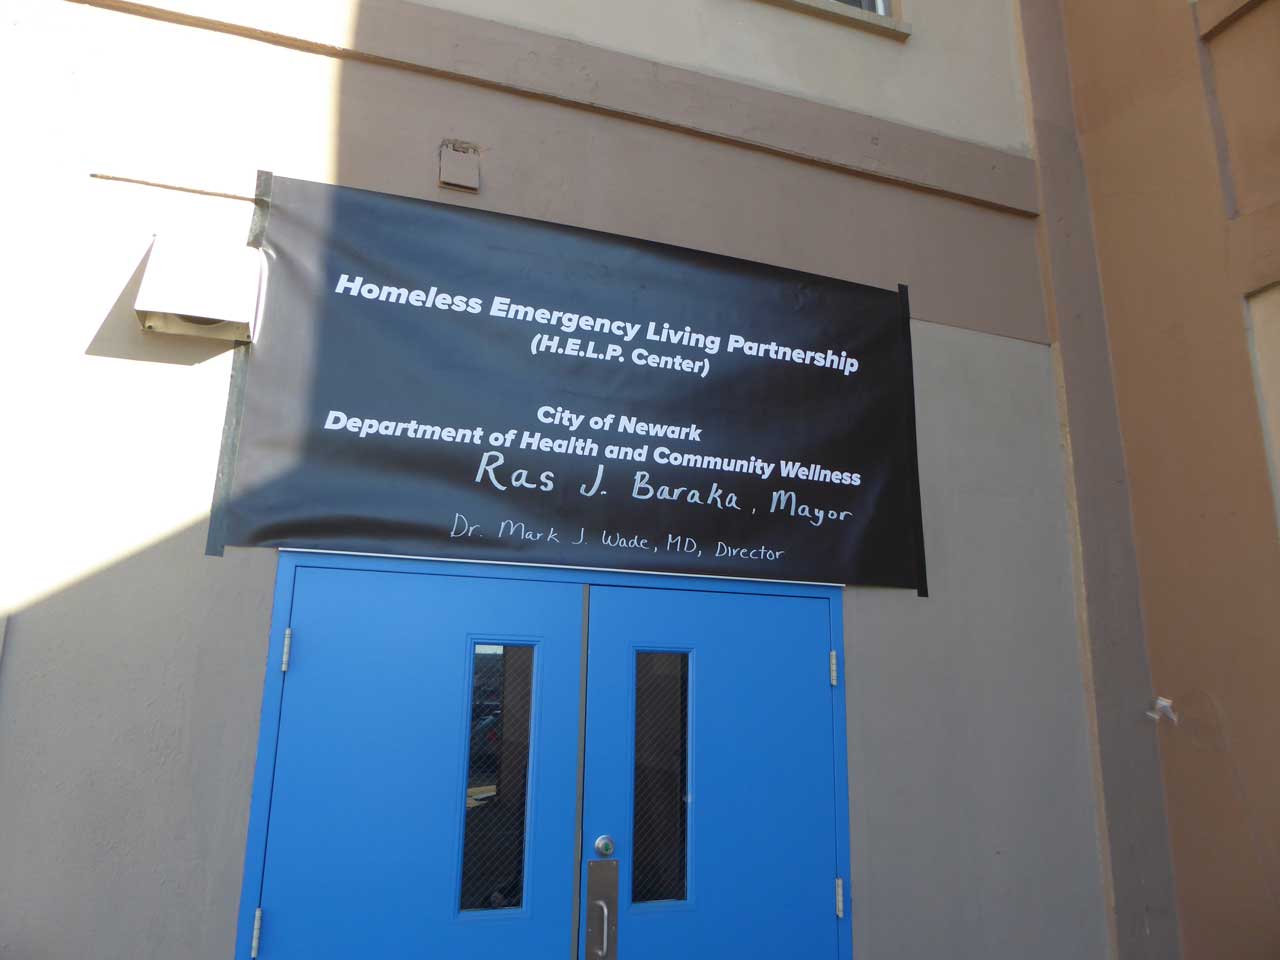 Homeless Emergency Living Partnership
(H.E.L.P. Center)
City of Newark
Department of Health and Community Wellness
Ras J. Baraka, Mayor
Dr. Mark J. Wade, MD, Director